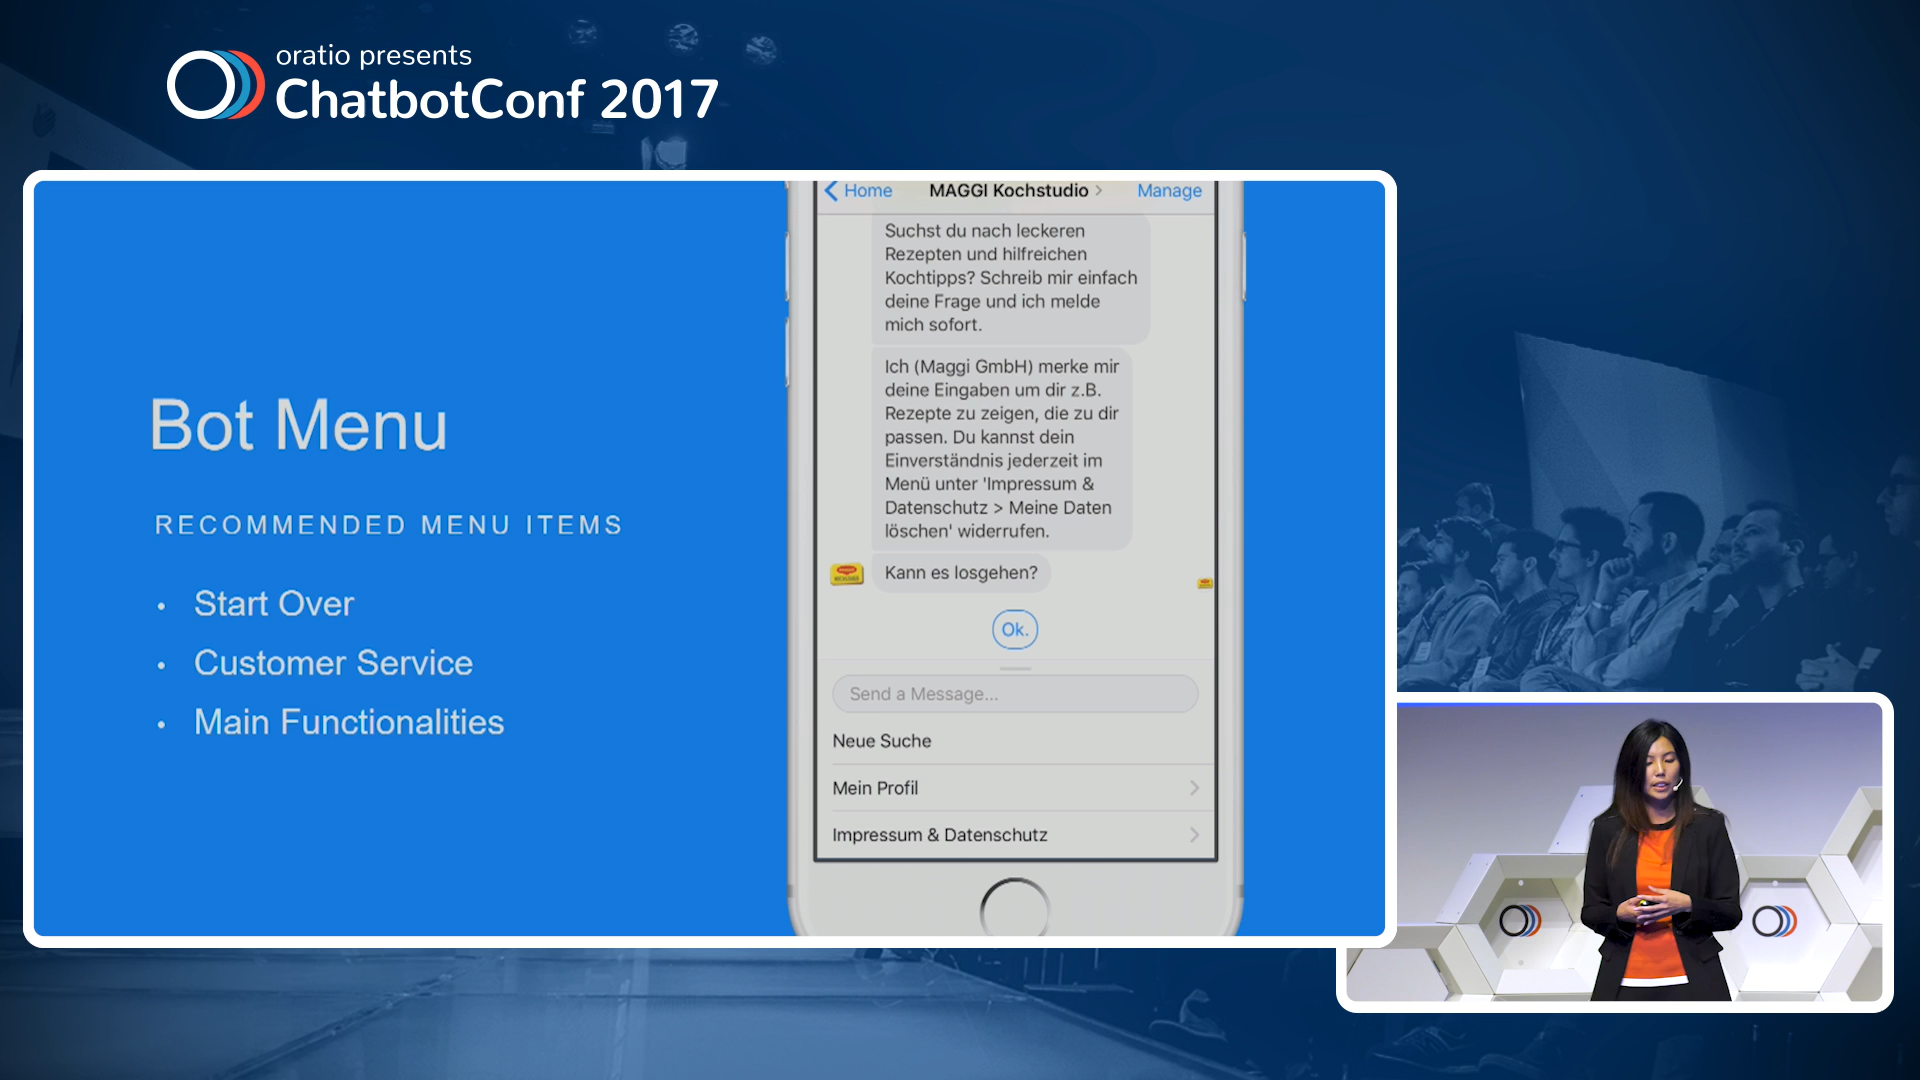 oratio presents
ChatbotConf 2017
Bot Menu
RECOMMENDED MENU ITEMS
• Start Over
• Customer Service
• Main Functionalities
Home
MAGGI Kochstudio
Manage
Suchst du nach leckeren
Rezepten und hilfreichen
Kochtipps? Schreib mir einfach
deine Frage und ich melde
mich sofort.
Ich (Maggi GmbH) merke mir
deine Eingaben um dir z.B.
Rezepte zu zeigen, die zu dir
passen. Du kannst dein
Einverständnis jederzeit im
Menü unter 'Impressum &
Datenschutz > Meine Daten
löschen' widerrufen.
Kann es losgehen?
Ok.
Send a Message...
Neue Suche
Mein Profil
Impressum & Datenschutz